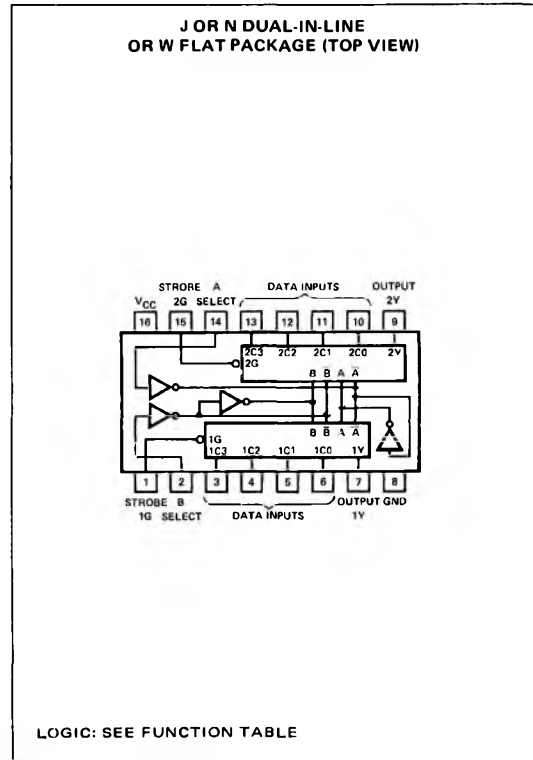 J OR N DUAL-IN-LINE
OR W FLAT PACKAGE (TOP VIEW)
STROBE A DATA INPUTS OUTPUT
VCC 2G SELECT 2Y
16 15 14 13 12 11 10 9
2C3 2C2 2C1 2C0 2Y
2G
B B̅ A A̅
B B̅ A A̅
1G
1C3 1C2 1C1 1C0 1Y
1 2 3 4 5 6 7 8
STROBE B DATA INPUTS OUTPUT GND
1G SELECT 1Y
LOGIC: SEE FUNCTION TABLE